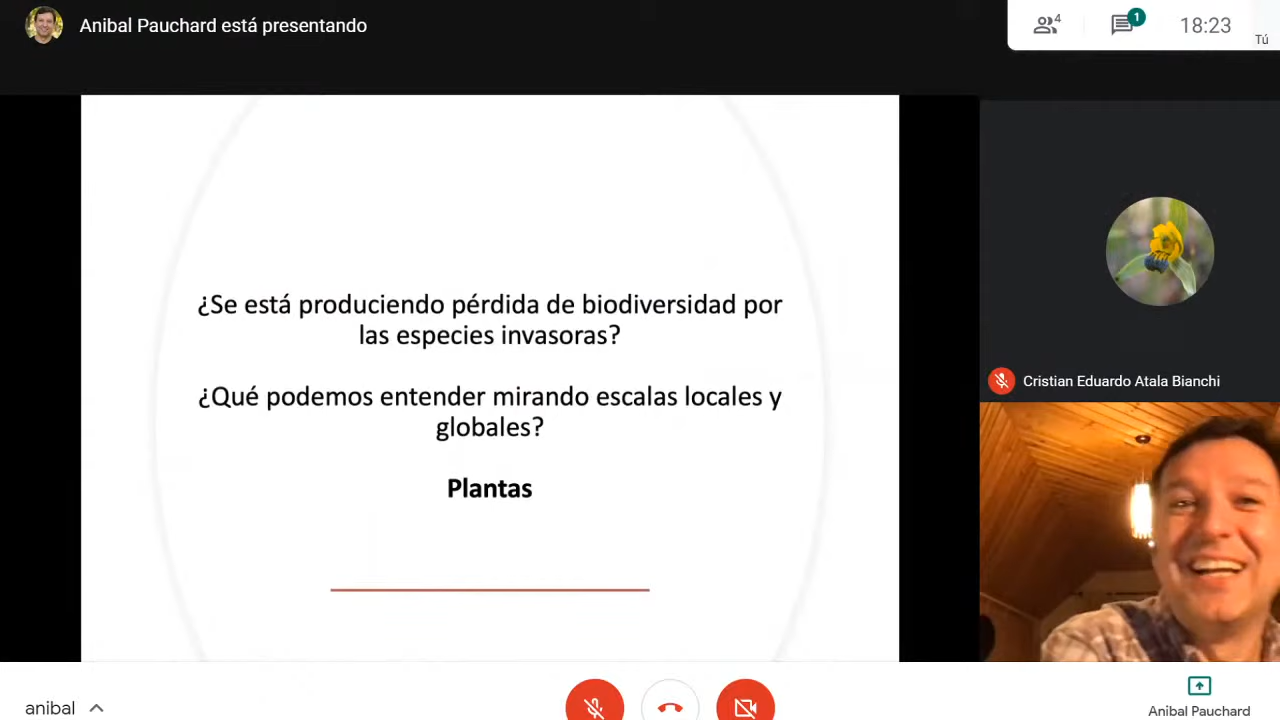 Anibal Pauchard está presentando
4
1
18:23
Tú
¿Se está produciendo pérdida de biodiversidad por
las especies invasoras?
¿Qué podemos entender mirando escalas locales y
globales?
Plantas
Cristian Eduardo Atala Bianchi
anibal
Anibal Pauchard